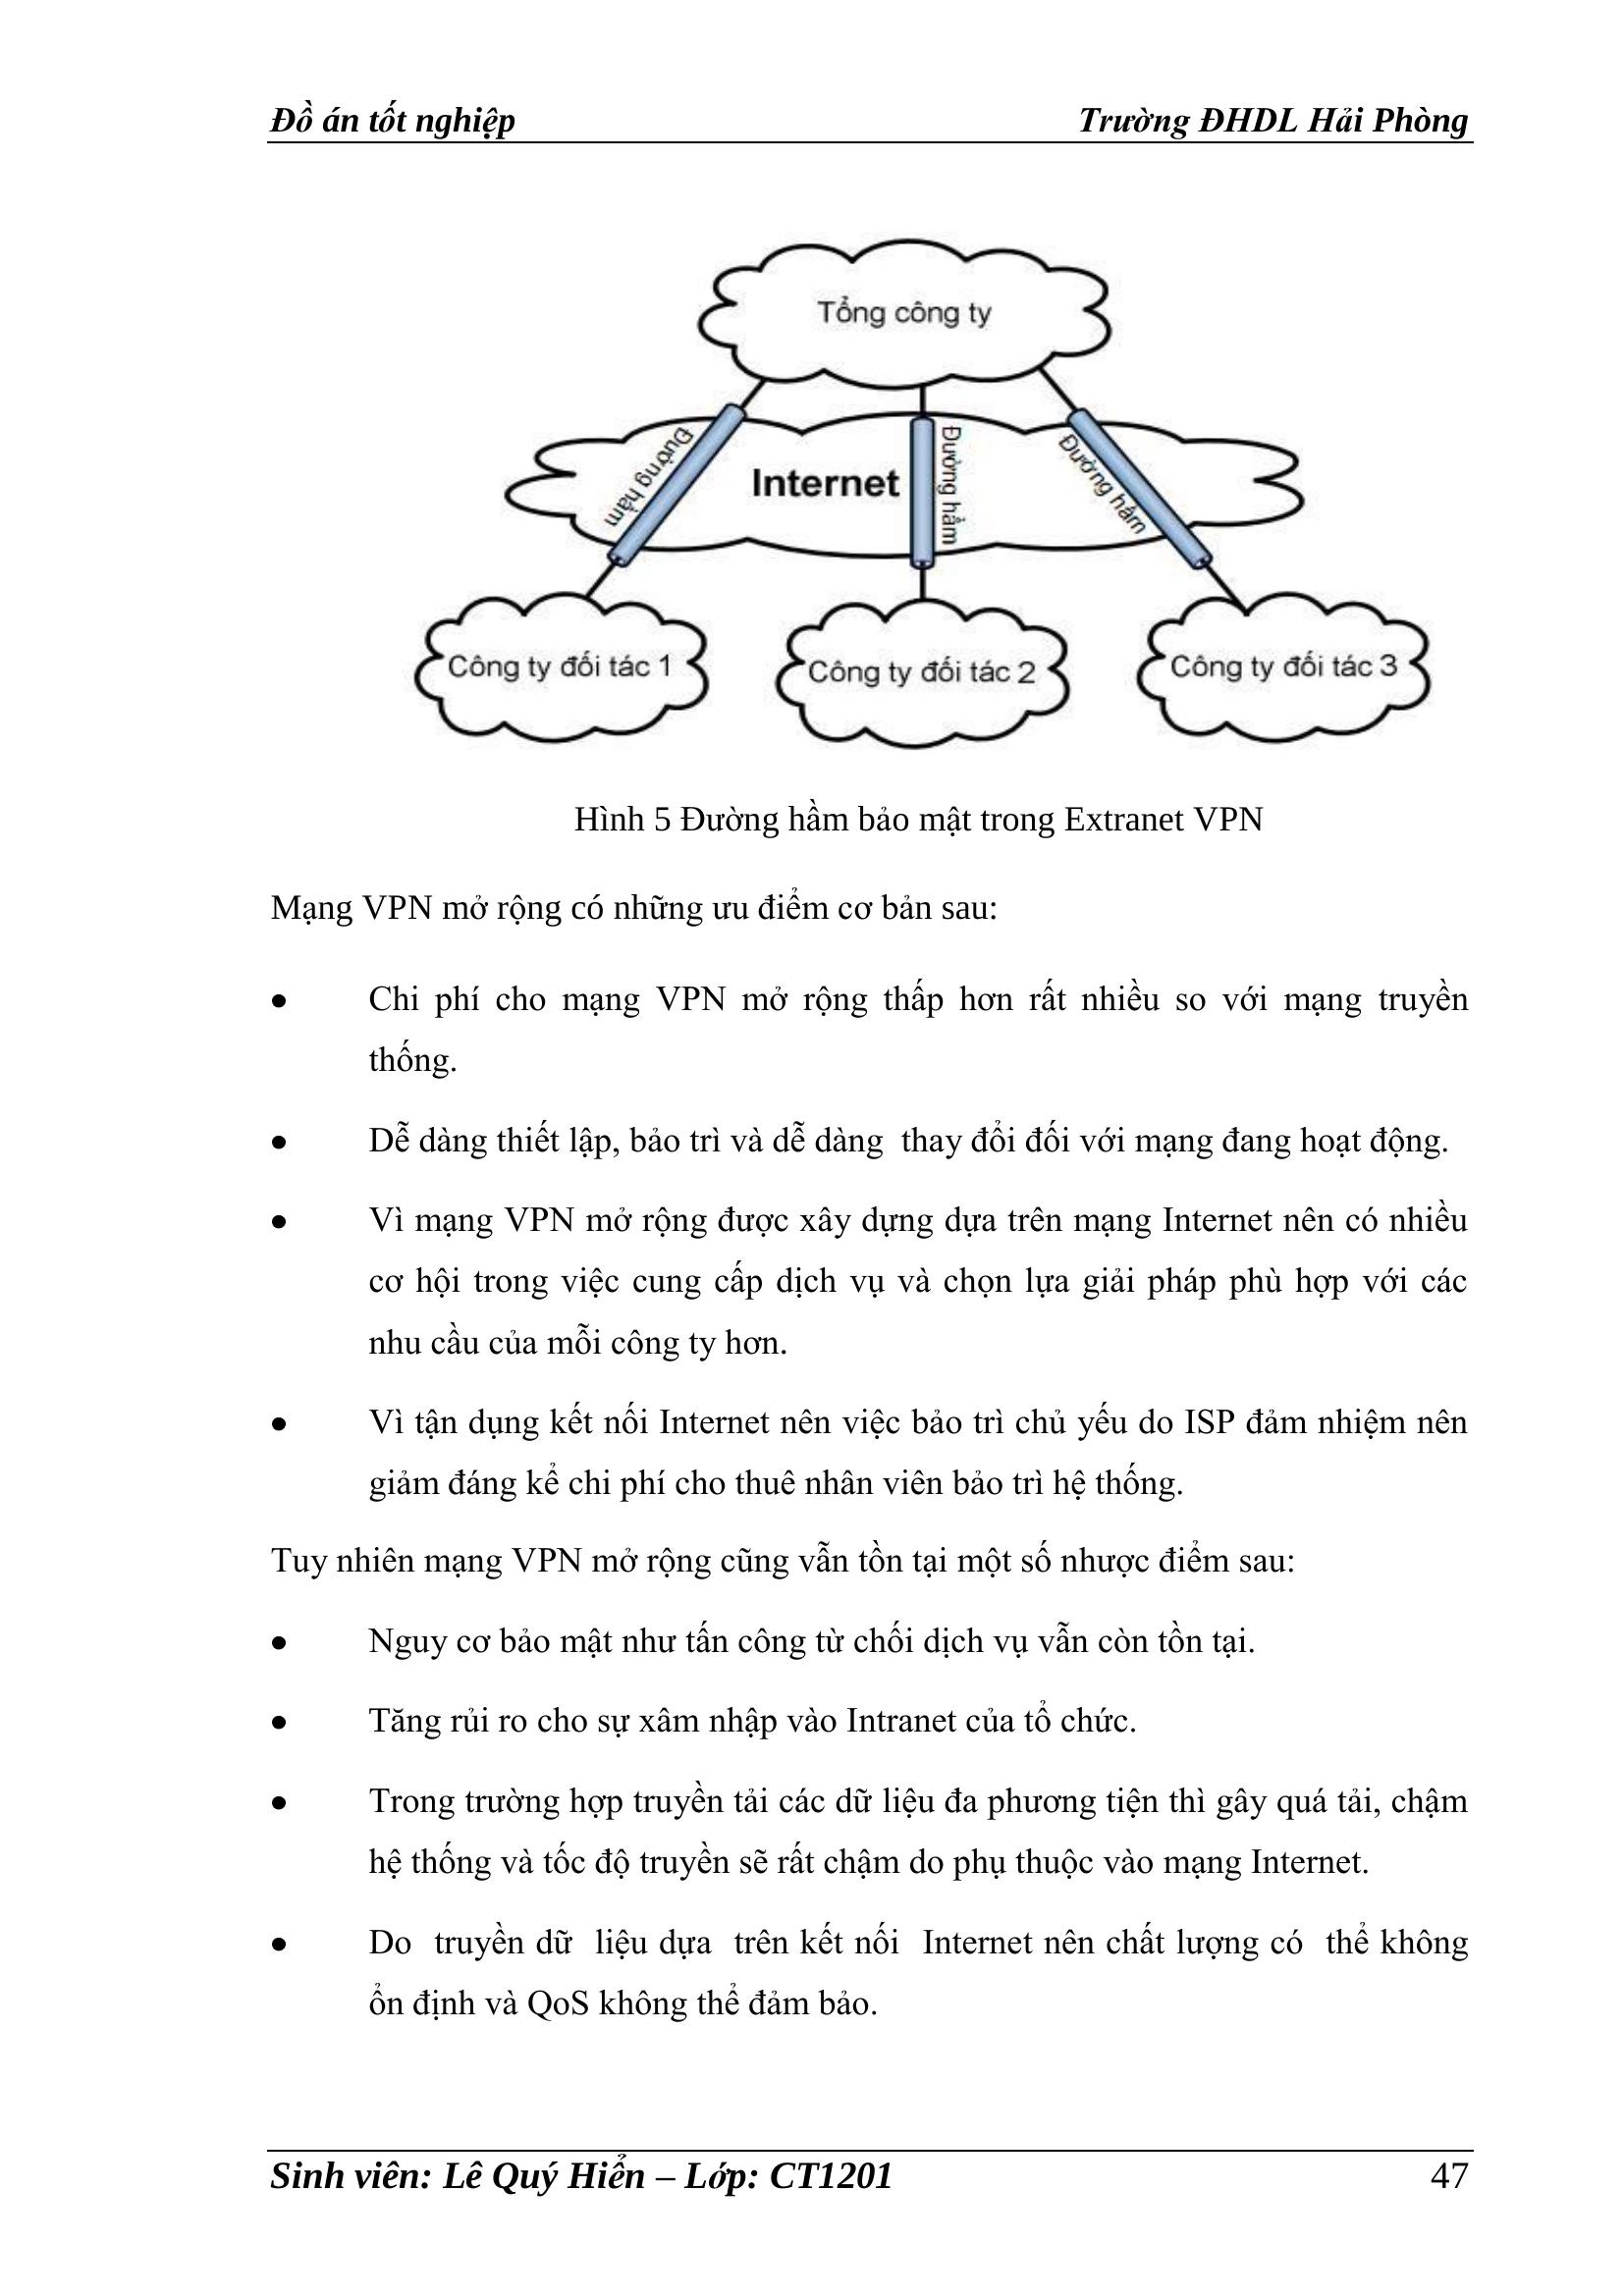 Đồ án tốt nghiệp Trường ĐHDL Hải Phòng
Tổng công ty
Đường hầm
Internet
Đường hầm
Đường hầm
Công ty đối tác 1
Công ty đối tác 2
Công ty đối tác 3
Hình 5 Đường hầm bảo mật trong Extranet VPN
Mạng VPN mở rộng có những ưu điểm cơ bản sau:
● Chi phí cho mạng VPN mở rộng thấp hơn rất nhiều so với mạng truyền
thống.
● Dễ dàng thiết lập, bảo trì và dễ dàng thay đổi đối với mạng đang hoạt động.
● Vì mạng VPN mở rộng được xây dựng dựa trên mạng Internet nên có nhiều
cơ hội trong việc cung cấp dịch vụ và chọn lựa giải pháp phù hợp với các
nhu cầu của mỗi công ty hơn.
● Vì tận dụng kết nối Internet nên việc bảo trì chủ yếu do ISP đảm nhiệm nên
giảm đáng kể chi phí cho thuê nhân viên bảo trì hệ thống.
Tuy nhiên mạng VPN mở rộng cũng vẫn tồn tại một số nhược điểm sau:
● Nguy cơ bảo mật như tấn công từ chối dịch vụ vẫn còn tồn tại.
● Tăng rủi ro cho sự xâm nhập vào Intranet của tổ chức.
● Trong trường hợp truyền tải các dữ liệu đa phương tiện thì gây quá tải, chậm
hệ thống và tốc độ truyền sẽ rất chậm do phụ thuộc vào mạng Internet.
● Do truyền dữ liệu dựa trên kết nối Internet nên chất lượng có thể không
ổn định và QoS không thể đảm bảo.
Sinh viên: Lê Quý Hiển – Lớp: CT1201 47